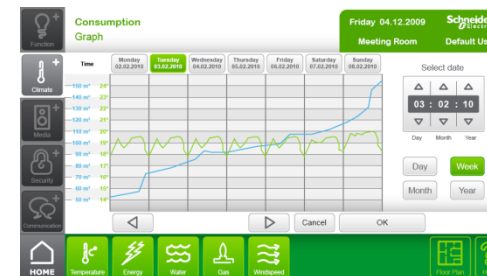 Consumption
Graph
Friday 04.12.2009
Meeting Room
Schneide
Electr
Default Us
Function
Climate
Media
Security
Communication
HOME
Time
Monday
02.02.2010
Tuesday
03.02.2010
Wednesday
04.02.2010
Thursday
05.02.2010
Friday
06.02.2010
Saturday
07.02.2010
Sunday
08.02.2010
150 m³ 24°
140 m³ 23°
130 m³ 22°
120 m³ 21°
110 m³ 20°
100 m³ 19°
90 m³ 18°
80 m³ 17°
70 m³ 16°
60 m³ 15°
50 m³ 14°
Select date
03 : 02 : 10
Day Month Year
Day Week
Month Year
Cancel OK
Temperature Energy Water Gas Windspeed
Floor Plan